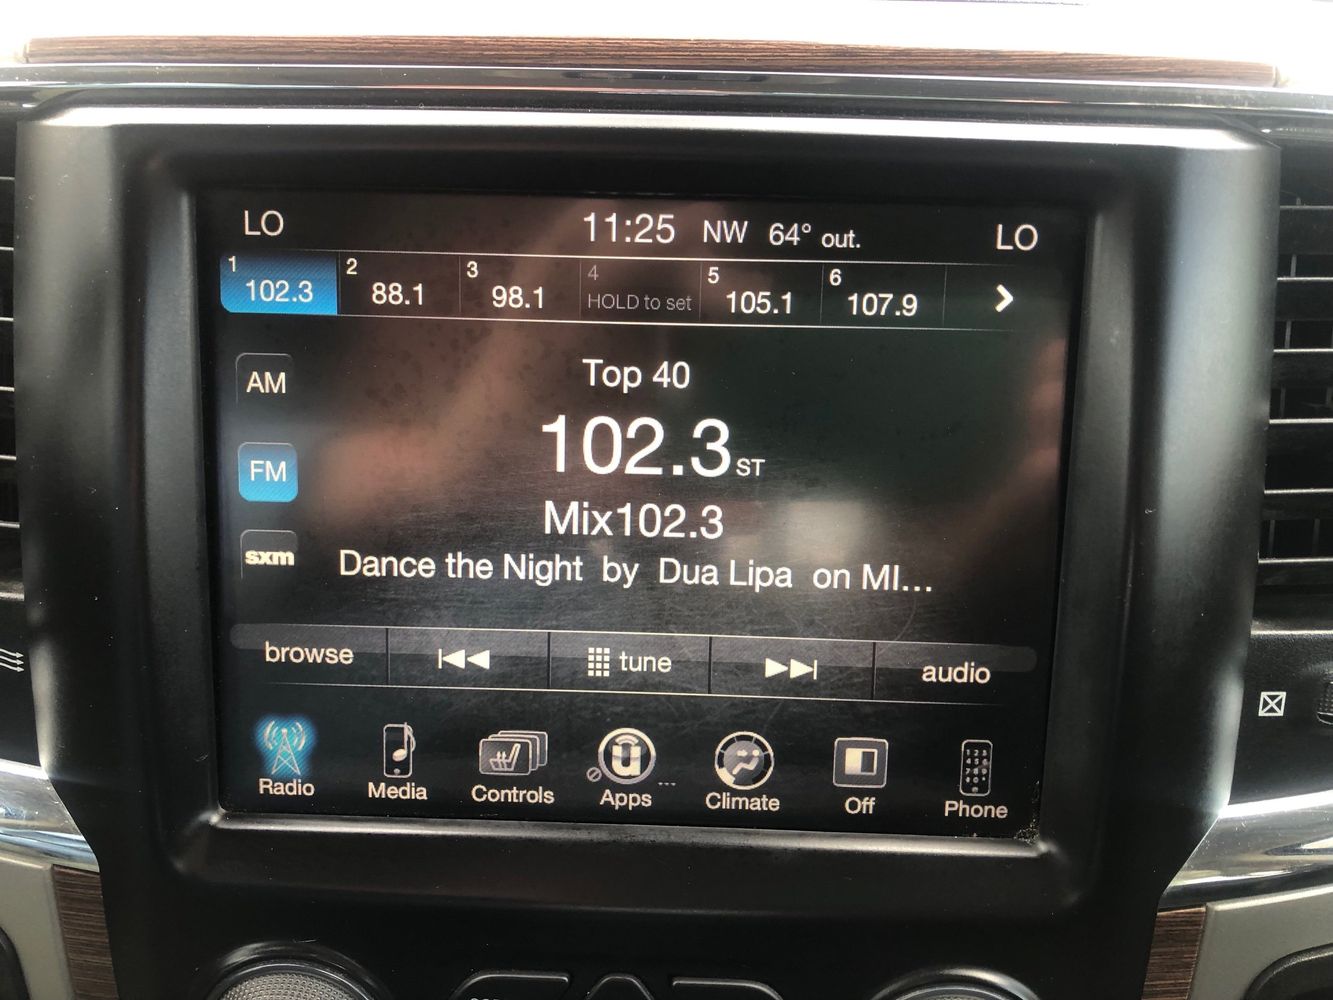 LO 11:25 NW 64° out. LO
1 102.3 2 88.1 3 98.1 4 HOLD to set 5 105.1 6 107.9
Top 40
AM
102.3 ST
FM
Mix102.3
sxm
Dance the Night by Dua Lipa on MI...
browse tune audio
Radio Media Controls Apps Climate Off Phone